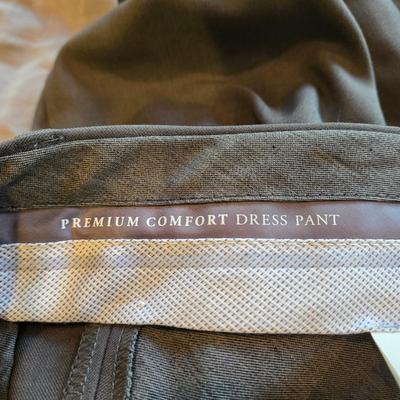 PREMIUM COMFORT DRESS PANT